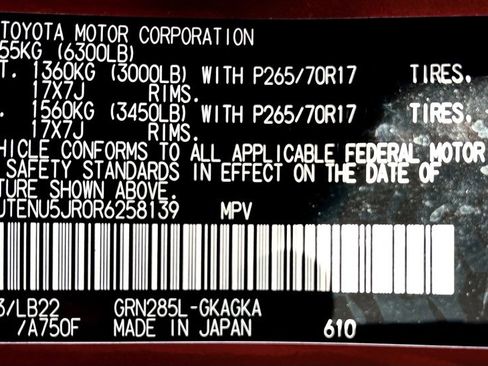 TOYOTA MOTOR CORPORATION
55KG (6300LB)
T. 1360KG (3000LB) WITH P265/70R17 TIRES,
17X7J RIMS.
. 1560KG (3450LB) WITH P265/70R17 TIRES,
17X7J RIMS.
HICLE CONFORMS TO ALL APPLICABLE FEDERAL MOTOR
SAFETY STANDARDS IN EFFECT ON THE DATE OF
TURE SHOWN ABOVE.
UTENU5JR0R6258139 MPV
3/LB22 GRN285L-GKAGKA
/A750F MADE IN JAPAN 610